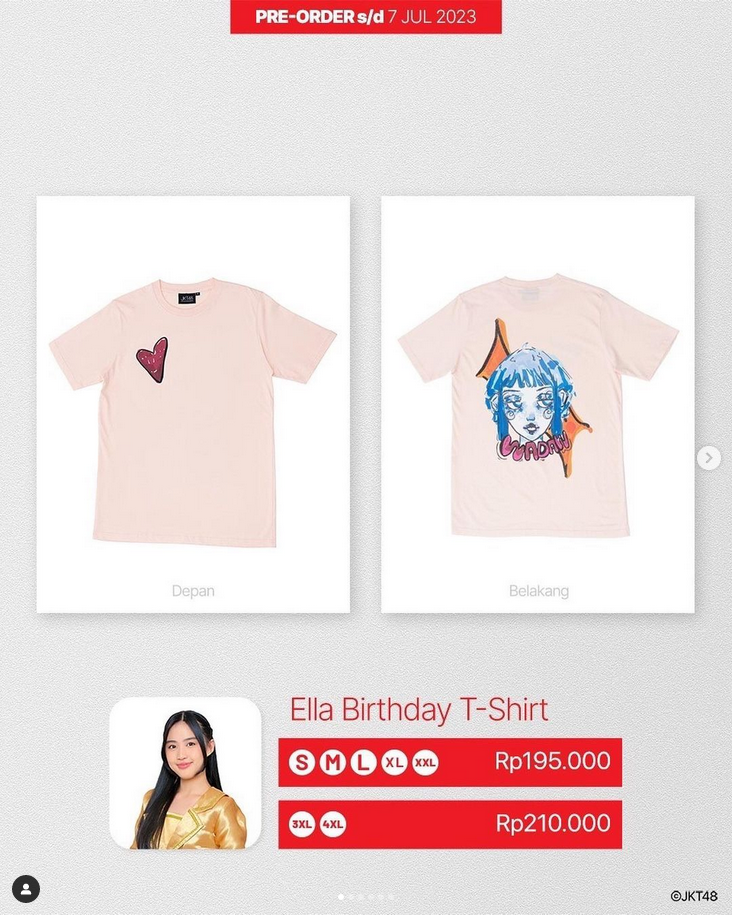 PRE-ORDER s/d 7 JUL 2023
JKT48
WADAW
Depan
Belakang
Ella Birthday T-Shirt
S M L XL XXL Rp195.000
3XL 4XL Rp210.000
©JKT48